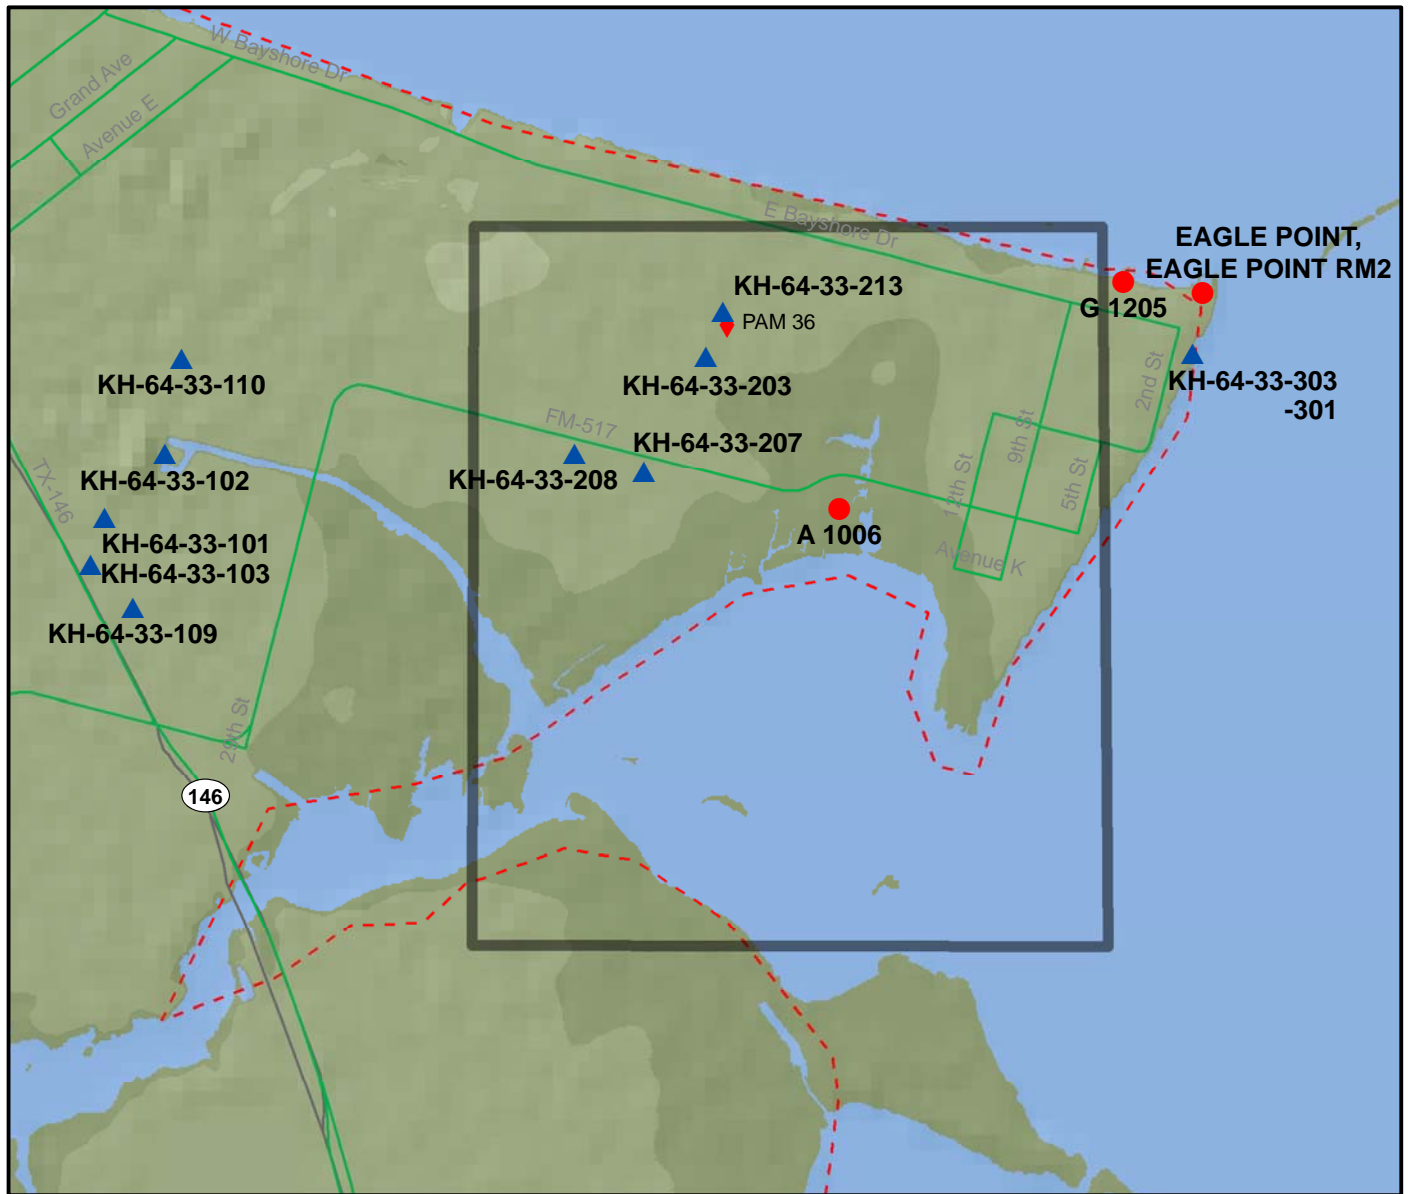 W Bayshore Dr
Grand Ave
Avenue E
E Bayshore Dr
EAGLE POINT,
EAGLE POINT RM2
KH-64-33-213
G 1205
PAM 36
KH-64-33-110
KH-64-33-203
2nd St
KH-64-33-303
-301
FM-517
9th St
KH-64-33-207
KH-64-33-208
12th St
5th St
TX-146
KH-64-33-102
A 1006
KH-64-33-101
Avenue K
KH-64-33-103
KH-64-33-109
29th St
146